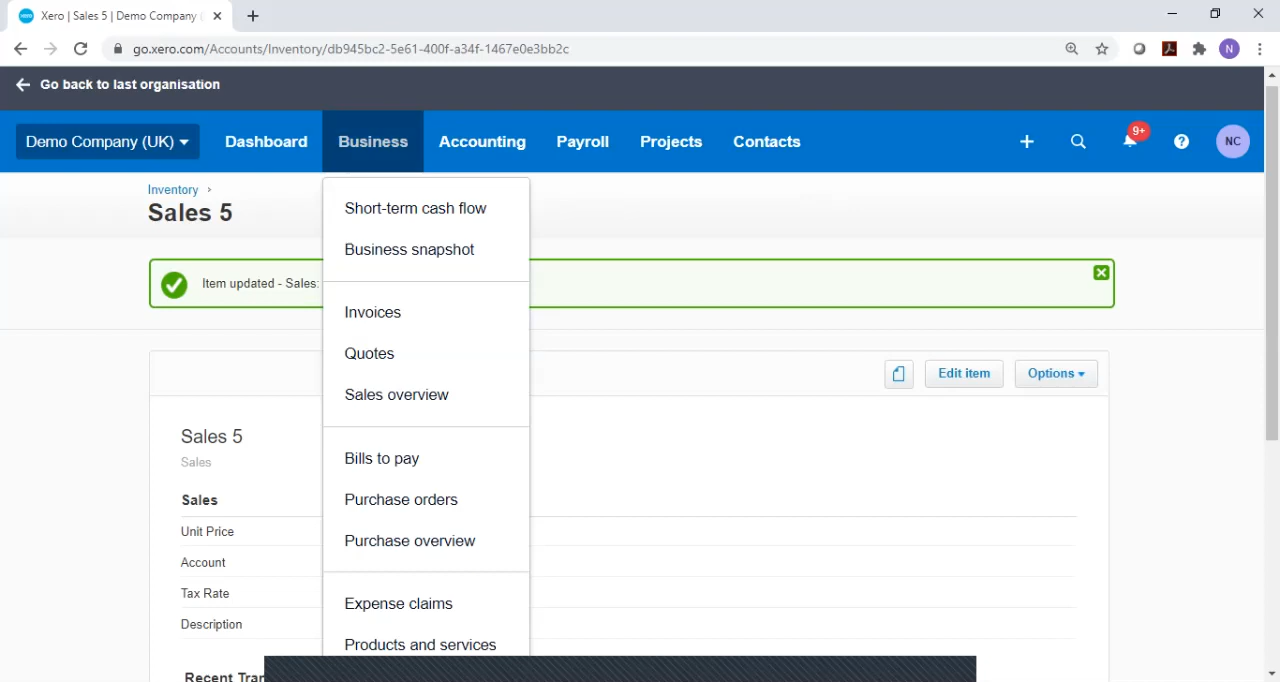 Xero | Sales 5 | Demo Company (
go.xero.com/Accounts/Inventory/db945bc2-5e61-400f-a34f-1467e0e3bb2c
N
Go back to last organisation
Demo Company (UK)
Dashboard
Business
Accounting
Payroll
Projects
Contacts
9+
NC
Inventory ›
Sales 5
Short-term cash flow
Business snapshot
Item updated - Sales:
Invoices
Quotes
Sales overview
Edit item
Options
Bills to pay
Purchase orders
Purchase overview
Expense claims
Products and services
Sales 5
Sales
Sales
Unit Price
Account
Tax Rate
Description